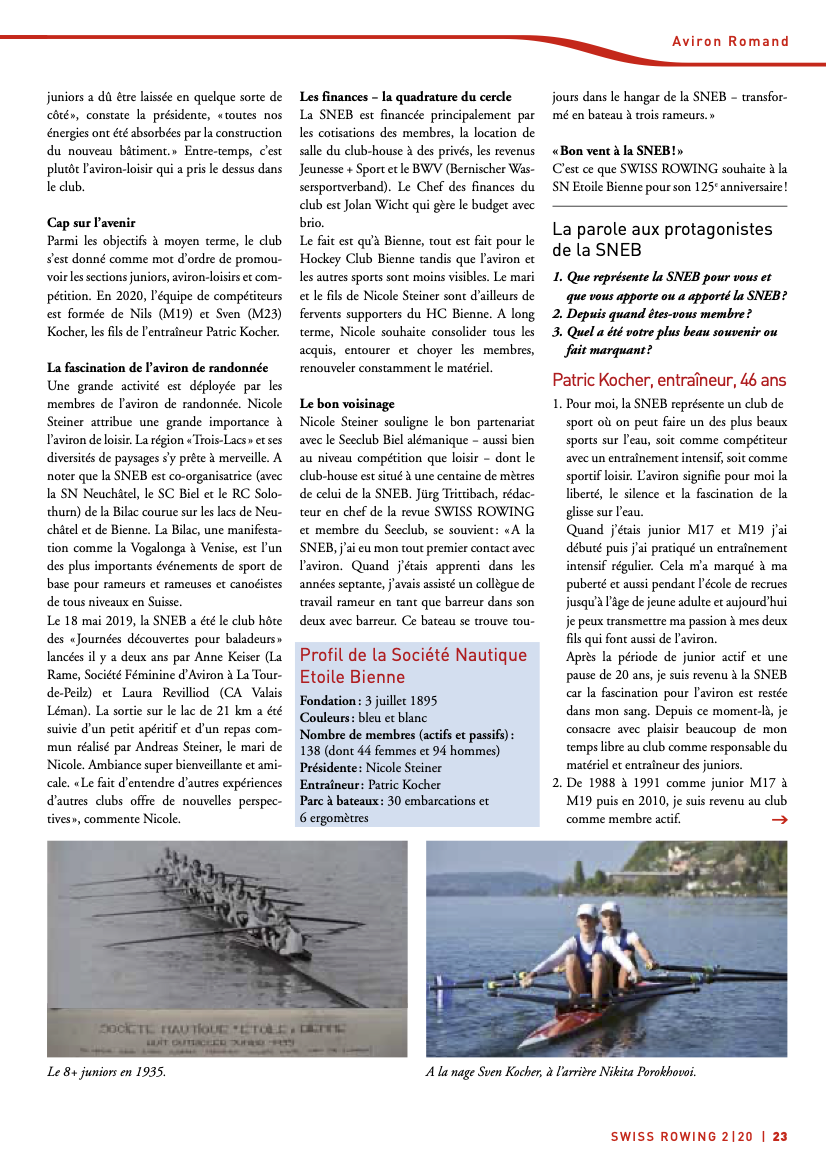 Aviron Romand
juniors a dû être laissée en quelque sorte de
côté», constate la présidente, «toutes nos
énergies ont été absorbées par la construction
du nouveau bâtiment.» Entre-temps, c’est
plutôt l’aviron-loisir qui a pris le dessus dans
le club.
Cap sur l’avenir
Parmi les objectifs à moyen terme, le club
s’est donné comme mot d’ordre de promou-
voir les sections juniors, aviron-loisirs et com-
pétition. En 2020, l’équipe de compétiteurs
est formée de Nils (M19) et Sven (M23)
Kocher, les fils de l’entraîneur Patric Kocher.
La fascination de l’aviron de randonnée
Une grande activité est déployée par les
membres de l’aviron de randonnée. Nicole
Steiner attribue une grande importance à
l’aviron de loisir. La région «Trois-Lacs» et ses
diversités de paysages s’y prête à merveille. A
noter que la SNEB est co-organisatrice (avec
la SN Neuchâtel, le SC Biel et le RC Solo-
thurn) de la Bilac courue sur les lacs de Neu-
châtel et de Bienne. La Bilac, une manifesta-
tion comme la Vogalonga à Venise, est l’un
des plus importants événements de sport de
base pour rameurs et rameuses et canoéistes
de tous niveaux en Suisse.
Le 18 mai 2019, la SNEB a été le club hôte
des «Journées découvertes pour baladeurs»
lancées il y a deux ans par Anne Keiser (La
Rame, Société Féminine d’Aviron à La Tour-
de-Peilz) et Laura Revilliod (CA Valais
Léman). La sortie sur le lac de 21 km a été
suivie d’un petit apéritif et d’un repas com-
mun réalisé par Andreas Steiner, le mari de
Nicole. Ambiance super bienveillante et ami-
cale. «Le fait d’entendre d’autres expériences
d’autres clubs offre de nouvelles perspec-
tives», commente Nicole.
Les finances – la quadrature du cercle
La SNEB est financée principalement par
les cotisations des membres, la location de
salle du club-house à des privés, les revenus
Jeunesse + Sport et le BWV (Bernischer Was-
sersportverband). Le Chef des finances du
club est Jolan Wicht qui gère le budget avec
brio.
Le fait est qu’à Bienne, tout est fait pour le
Hockey Club Bienne tandis que l’aviron et
les autres sports sont moins visibles. Le mari
et le fils de Nicole Steiner sont d’ailleurs de
fervents supporters du HC Bienne. A long
terme, Nicole souhaite consolider tous les
acquis, entourer et choyer les membres,
renouveler constamment le matériel.
Le bon voisinage
Nicole Steiner souligne le bon partenariat
avec le Seeclub Biel alémanique – aussi bien
au niveau compétition que loisir – dont le
club-house est situé à une centaine de mètres
de celui de la SNEB. Jürg Trittibach, rédac-
teur en chef de la revue SWISS ROWING
et membre du Seeclub, se souvient: «A la
SNEB, j’ai eu mon tout premier contact avec
l’aviron. Quand j’étais apprenti dans les
années septante, j’avais assisté un collègue de
travail rameur en tant que barreur dans son
deux avec barreur. Ce bateau se trouve tou-
Profil de la Société Nautique
Etoile Bienne
Fondation: 3 juillet 1895
Couleurs: bleu et blanc
Nombre de membres (actifs et passifs):
138 (dont 44 femmes et 94 hommes)
Présidente: Nicole Steiner
Entraîneur: Patric Kocher
Parc à bateaux: 30 embarcations et
6 ergomètres
jours dans le hangar de la SNEB – transfor-
mé en bateau à trois rameurs.»
«Bon vent à la SNEB!»
C’est ce que SWISS ROWING souhaite à la
SN Etoile Bienne pour son 125e anniversaire!
La parole aux protagonistes
de la SNEB
1. Que représente la SNEB pour vous et
que vous apporte ou a apporté la SNEB?
2. Depuis quand êtes-vous membre?
3. Quel a été votre plus beau souvenir ou
fait marquant?
Patric Kocher, entraîneur, 46 ans
1. Pour moi, la SNEB représente un club de
sport où on peut faire un des plus beaux
sports sur l’eau, soit comme compétiteur
avec un entraînement intensif, soit comme
sportif loisir. L’aviron signifie pour moi la
liberté, le silence et la fascination de la
glisse sur l’eau.
Quand j’étais junior M17 et M19 j’ai
débuté puis j’ai pratiqué un entraînement
intensif régulier. Cela m’a marqué à ma
puberté et aussi pendant l’école de recrues
jusqu’à l’âge de jeune adulte et aujourd’hui
je peux transmettre ma passion à mes deux
fils qui font aussi de l’aviron.
Après la période de junior actif et une
pause de 20 ans, je suis revenu à la SNEB
car la fascination pour l’aviron est restée
dans mon sang. Depuis ce moment-là, je
consacre avec plaisir beaucoup de mon
temps libre au club comme responsable du
matériel et entraîneur des juniors.
2. De 1988 à 1991 comme junior M17 à
M19 puis en 2010, je suis revenu au club
comme membre actif. →
SOCIÉTÉ NAUTIQUE "ETOILE" BIENNE
HUIT OUTRIGGER JUNIOR 1935
Le 8+ juniors en 1935.
A la nage Sven Kocher, à l’arrière Nikita Porokhovoi.
SWISS ROWING 2|20 | 23